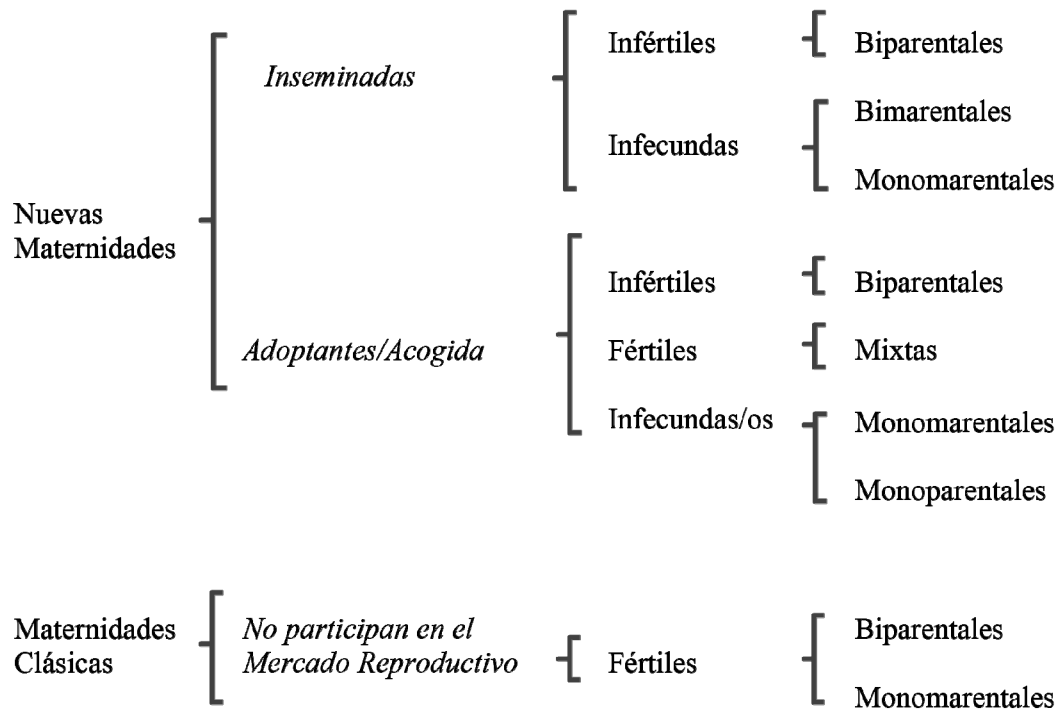 Infértiles
Biparentales
Inseminadas
Bimarentales
Infecundas
Monomarentales
Nuevas
Maternidades
Infértiles
Biparentales
Adoptantes/Acogida
Fértiles
Mixtas
Infecundas/os
Monomarentales
Monoparentales
Maternidades
Clásicas
No participan en el
Mercado Reproductivo
Fértiles
Biparentales
Monomarentales